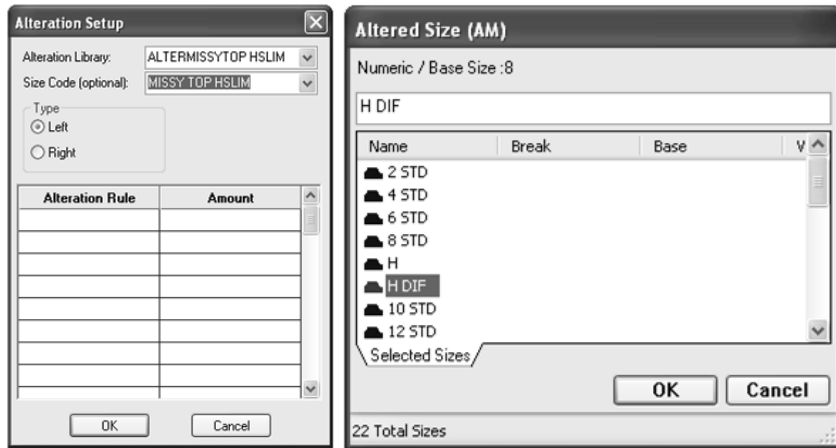 Alteration Setup
Alteration Library: ALTERMISSYTOP HSLIM
Size Code (optional): MISSY TOP HSLIM
Type
Left
Right
Alteration Rule Amount
OK Cancel
Altered Size (AM)
Numeric / Base Size :8
H DIF
Name Break Base V
2 STD
4 STD
6 STD
8 STD
H
H DIF
10 STD
12 STD
Selected Sizes
OK Cancel
22 Total Sizes